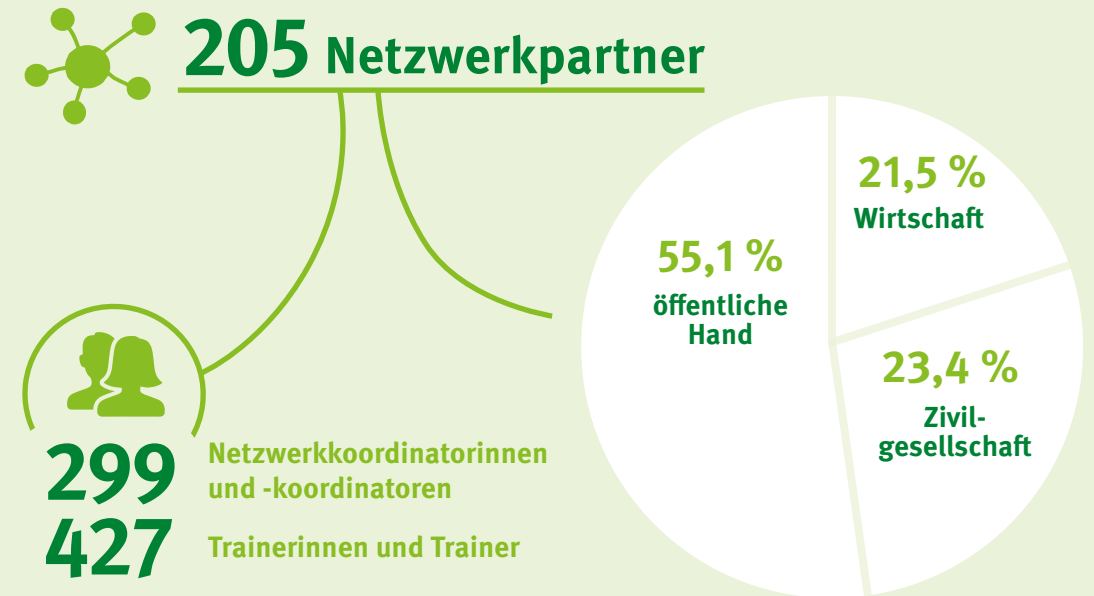 205 Netzwerkpartner
21,5 %
Wirtschaft
55,1 %
öffentliche
Hand
23,4 %
Zivil-
gesellschaft
299 Netzwerkkoordinatorinnen
und -koordinatoren
427 Trainerinnen und Trainer